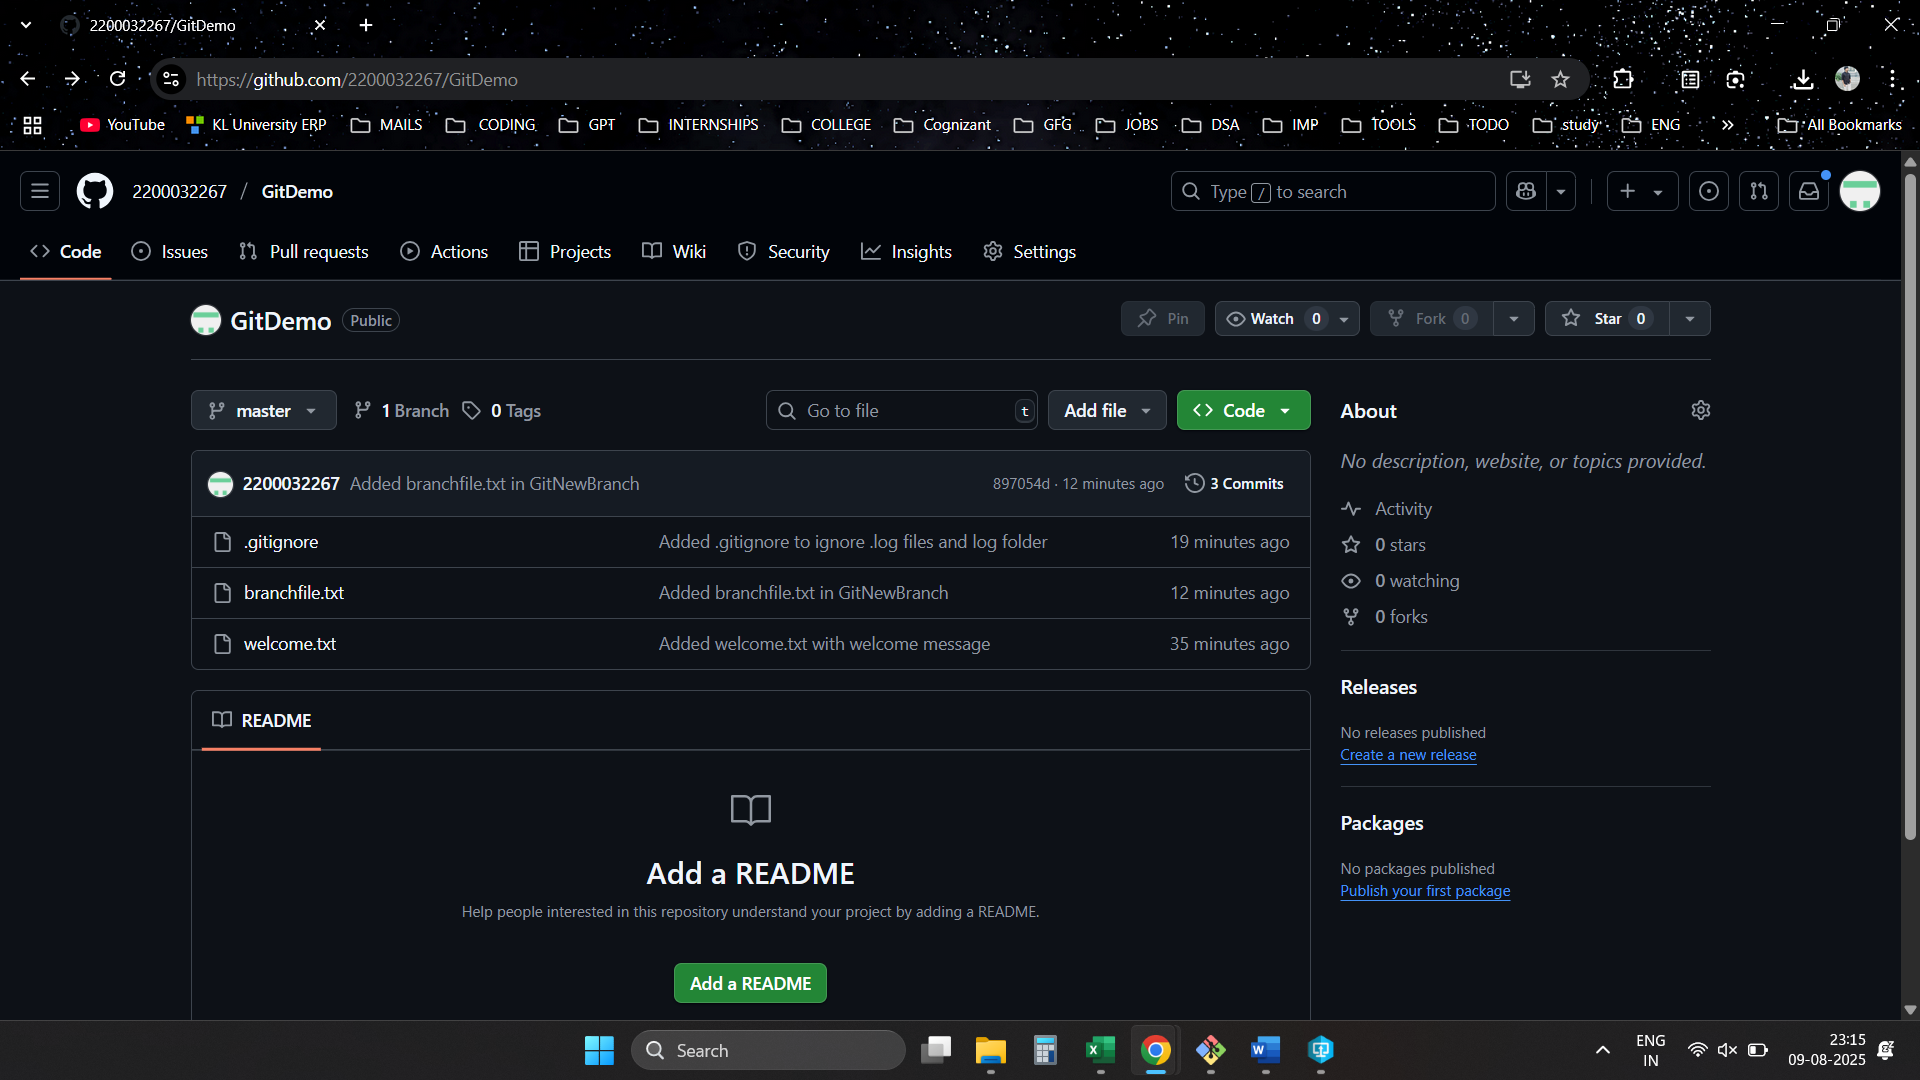 2200032267/GitDemo
https://github.com/2200032267/GitDemo
YouTube KL University ERP MAILS CODING GPT INTERNSHIPS COLLEGE Cognizant GFG JOBS DSA IMP TOOLS TODO study ENG » All Bookmarks
2200032267 / GitDemo Type / to search
Code Issues Pull requests Actions Projects Wiki Security Insights Settings
GitDemo Public Pin Watch 0 Fork 0 Star 0
master 1 Branch 0 Tags Go to file t Add file Code
2200032267 Added branchfile.txt in GitNewBranch 897054d · 12 minutes ago 3 Commits
.gitignore Added .gitignore to ignore .log files and log folder 19 minutes ago
branchfile.txt Added branchfile.txt in GitNewBranch 12 minutes ago
welcome.txt Added welcome.txt with welcome message 35 minutes ago
README
Add a README
Help people interested in this repository understand your project by adding a README.
Add a README
About
No description, website, or topics provided.
Activity
0 stars
0 watching
0 forks
Releases
No releases published
Create a new release
Packages
No packages published
Publish your first package
Search
ENG
IN
23:15
09-08-2025